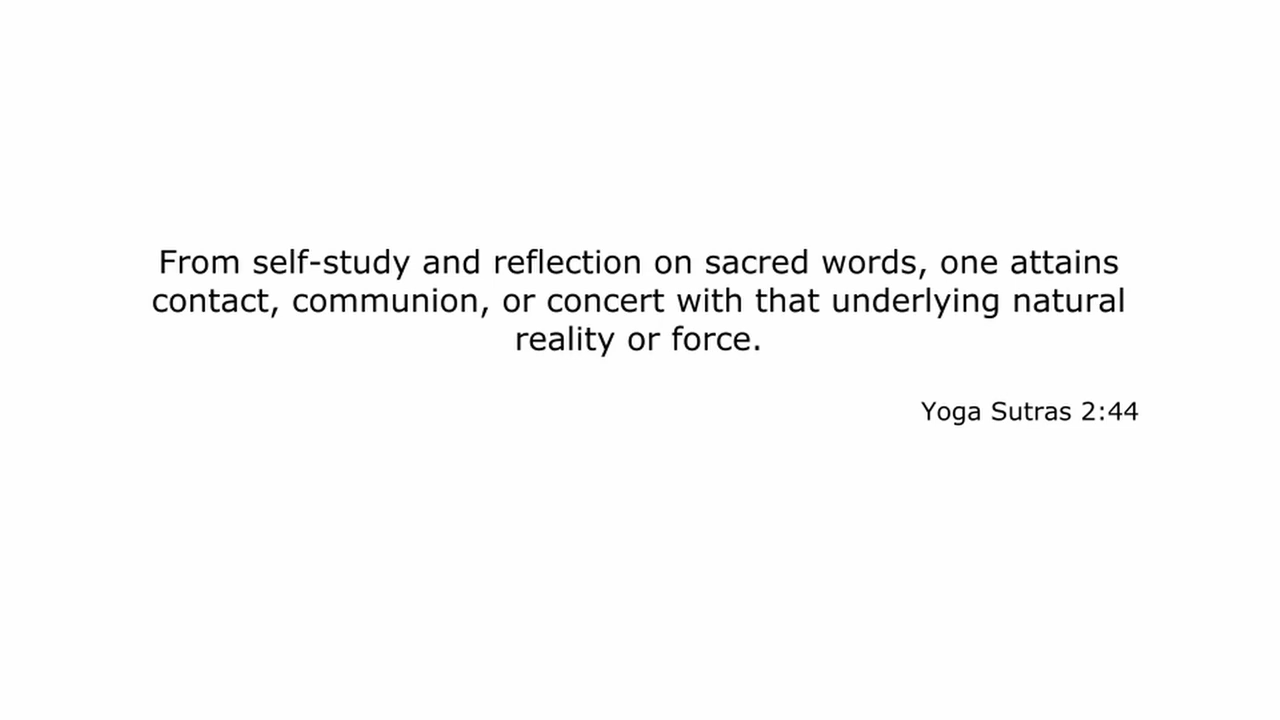 From self-study and reflection on sacred words, one attains
contact, communion, or concert with that underlying natural
reality or force.
Yoga Sutras 2:44